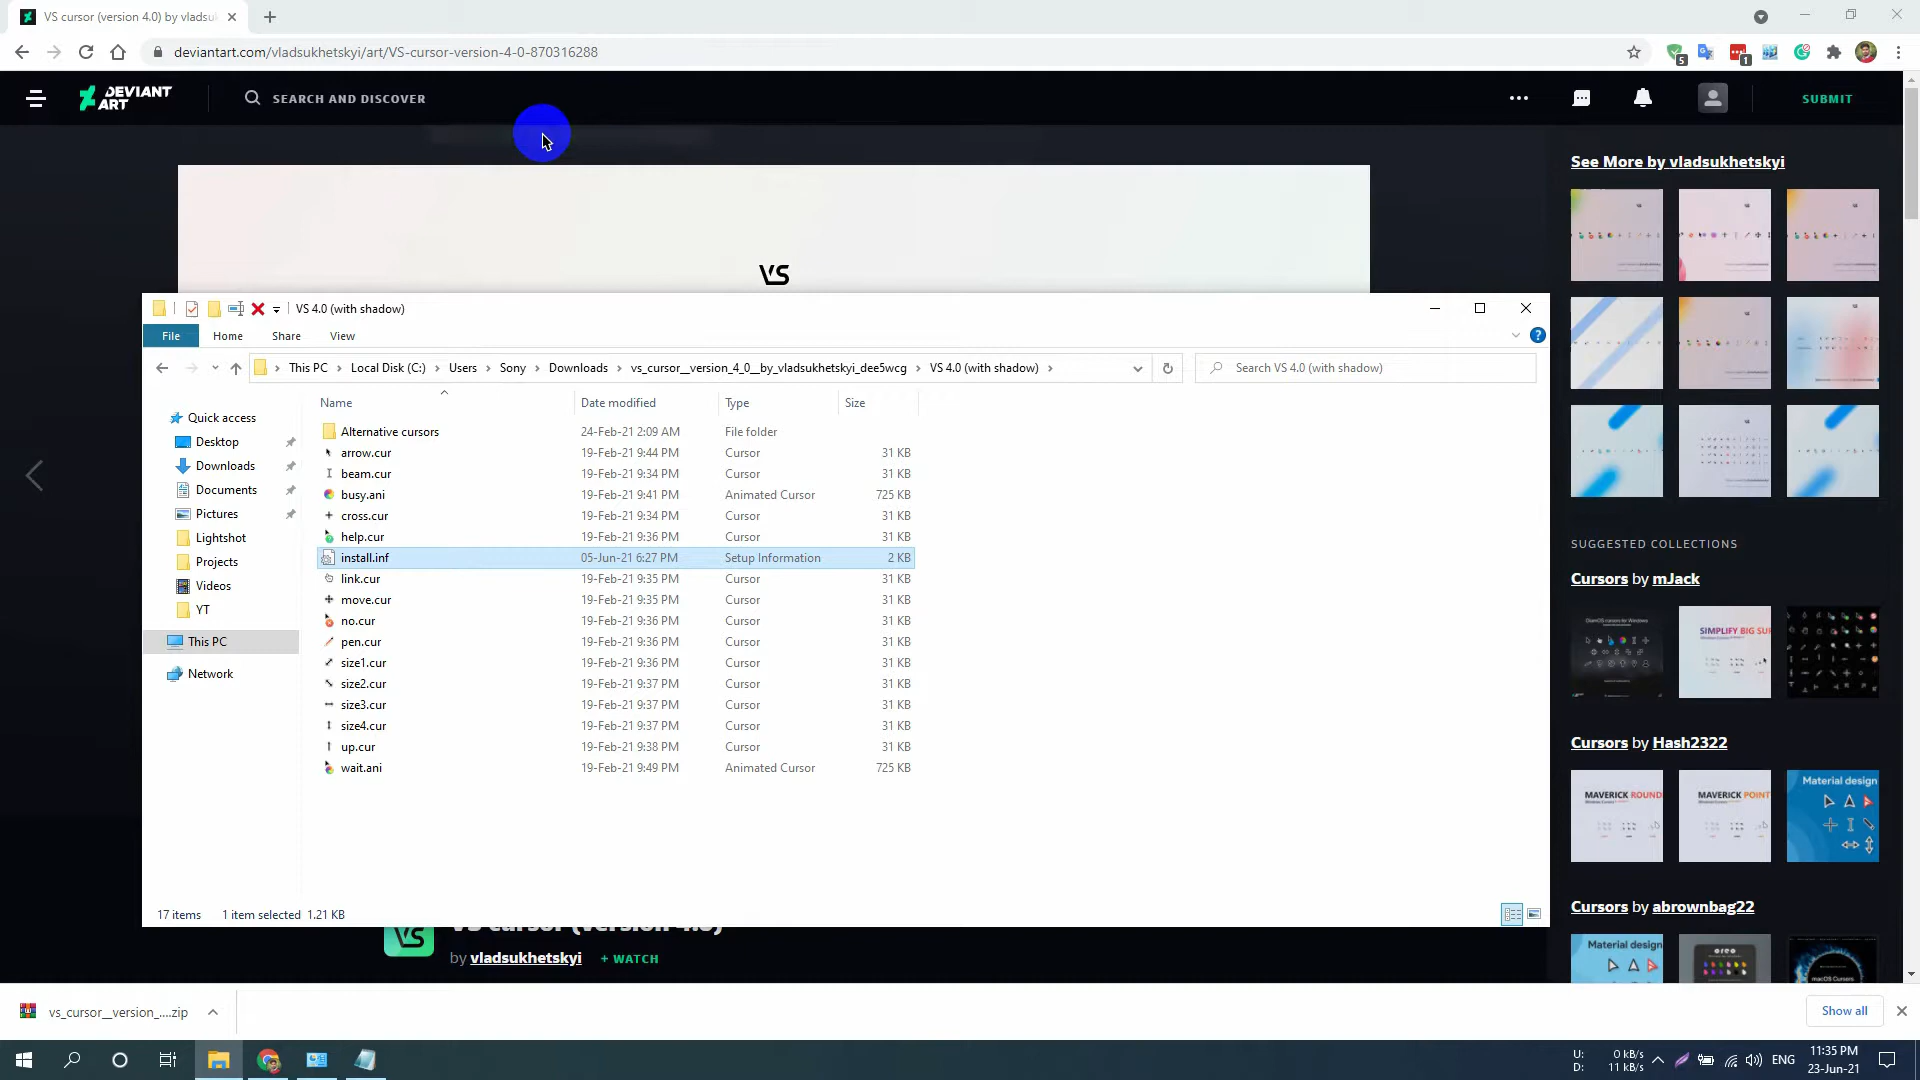 VS cursor (version 4.0) by vladsu
deviantart.com/vladsukhetskyi/art/VS-cursor-version-4-0-870316288
5
1
DEVIANT
ART
SEARCH AND DISCOVER
SUBMIT
See More by vladsukhetskyi
VS
VS 4.0 (with shadow)
File Home Share View
This PC Local Disk (C:) Users Sony Downloads vs_cursor__version_4_0__by_vladsukhetskyi_dee5wcg VS 4.0 (with shadow)
Search VS 4.0 (with shadow)
Name Date modified Type Size
Quick access
Desktop
Downloads
Documents
Pictures
Lightshot
Projects
Videos
YT
This PC
Network
Alternative cursors 24-Feb-21 2:09 AM File folder
arrow.cur 19-Feb-21 9:44 PM Cursor 31 KB
beam.cur 19-Feb-21 9:34 PM Cursor 31 KB
busy.ani 19-Feb-21 9:41 PM Animated Cursor 725 KB
cross.cur 19-Feb-21 9:34 PM Cursor 31 KB
help.cur 19-Feb-21 9:36 PM Cursor 31 KB
install.inf 05-Jun-21 6:27 PM Setup Information 2 KB
link.cur 19-Feb-21 9:35 PM Cursor 31 KB
move.cur 19-Feb-21 9:35 PM Cursor 31 KB
no.cur 19-Feb-21 9:36 PM Cursor 31 KB
pen.cur 19-Feb-21 9:36 PM Cursor 31 KB
size1.cur 19-Feb-21 9:36 PM Cursor 31 KB
size2.cur 19-Feb-21 9:37 PM Cursor 31 KB
size3.cur 19-Feb-21 9:37 PM Cursor 31 KB
size4.cur 19-Feb-21 9:37 PM Cursor 31 KB
up.cur 19-Feb-21 9:38 PM Cursor 31 KB
wait.ani 19-Feb-21 9:49 PM Animated Cursor 725 KB
17 items 1 item selected 1.21 KB
SUGGESTED COLLECTIONS
Cursors by mJack
SIMPLIFY BIG SUR
Cursors by Hash2322
MAVERICK ROUND
MAVERICK POINT
Material design
Cursors by abrownbag22
Material design
oreo
macOS Cursors
VS
VS cursor (version 4.0)
by vladsukhetskyi + WATCH
vs_cursor__version_....zip
Show all
U: 0 kB/s
D: 11 kB/s
ENG
11:35 PM
23-Jun-21